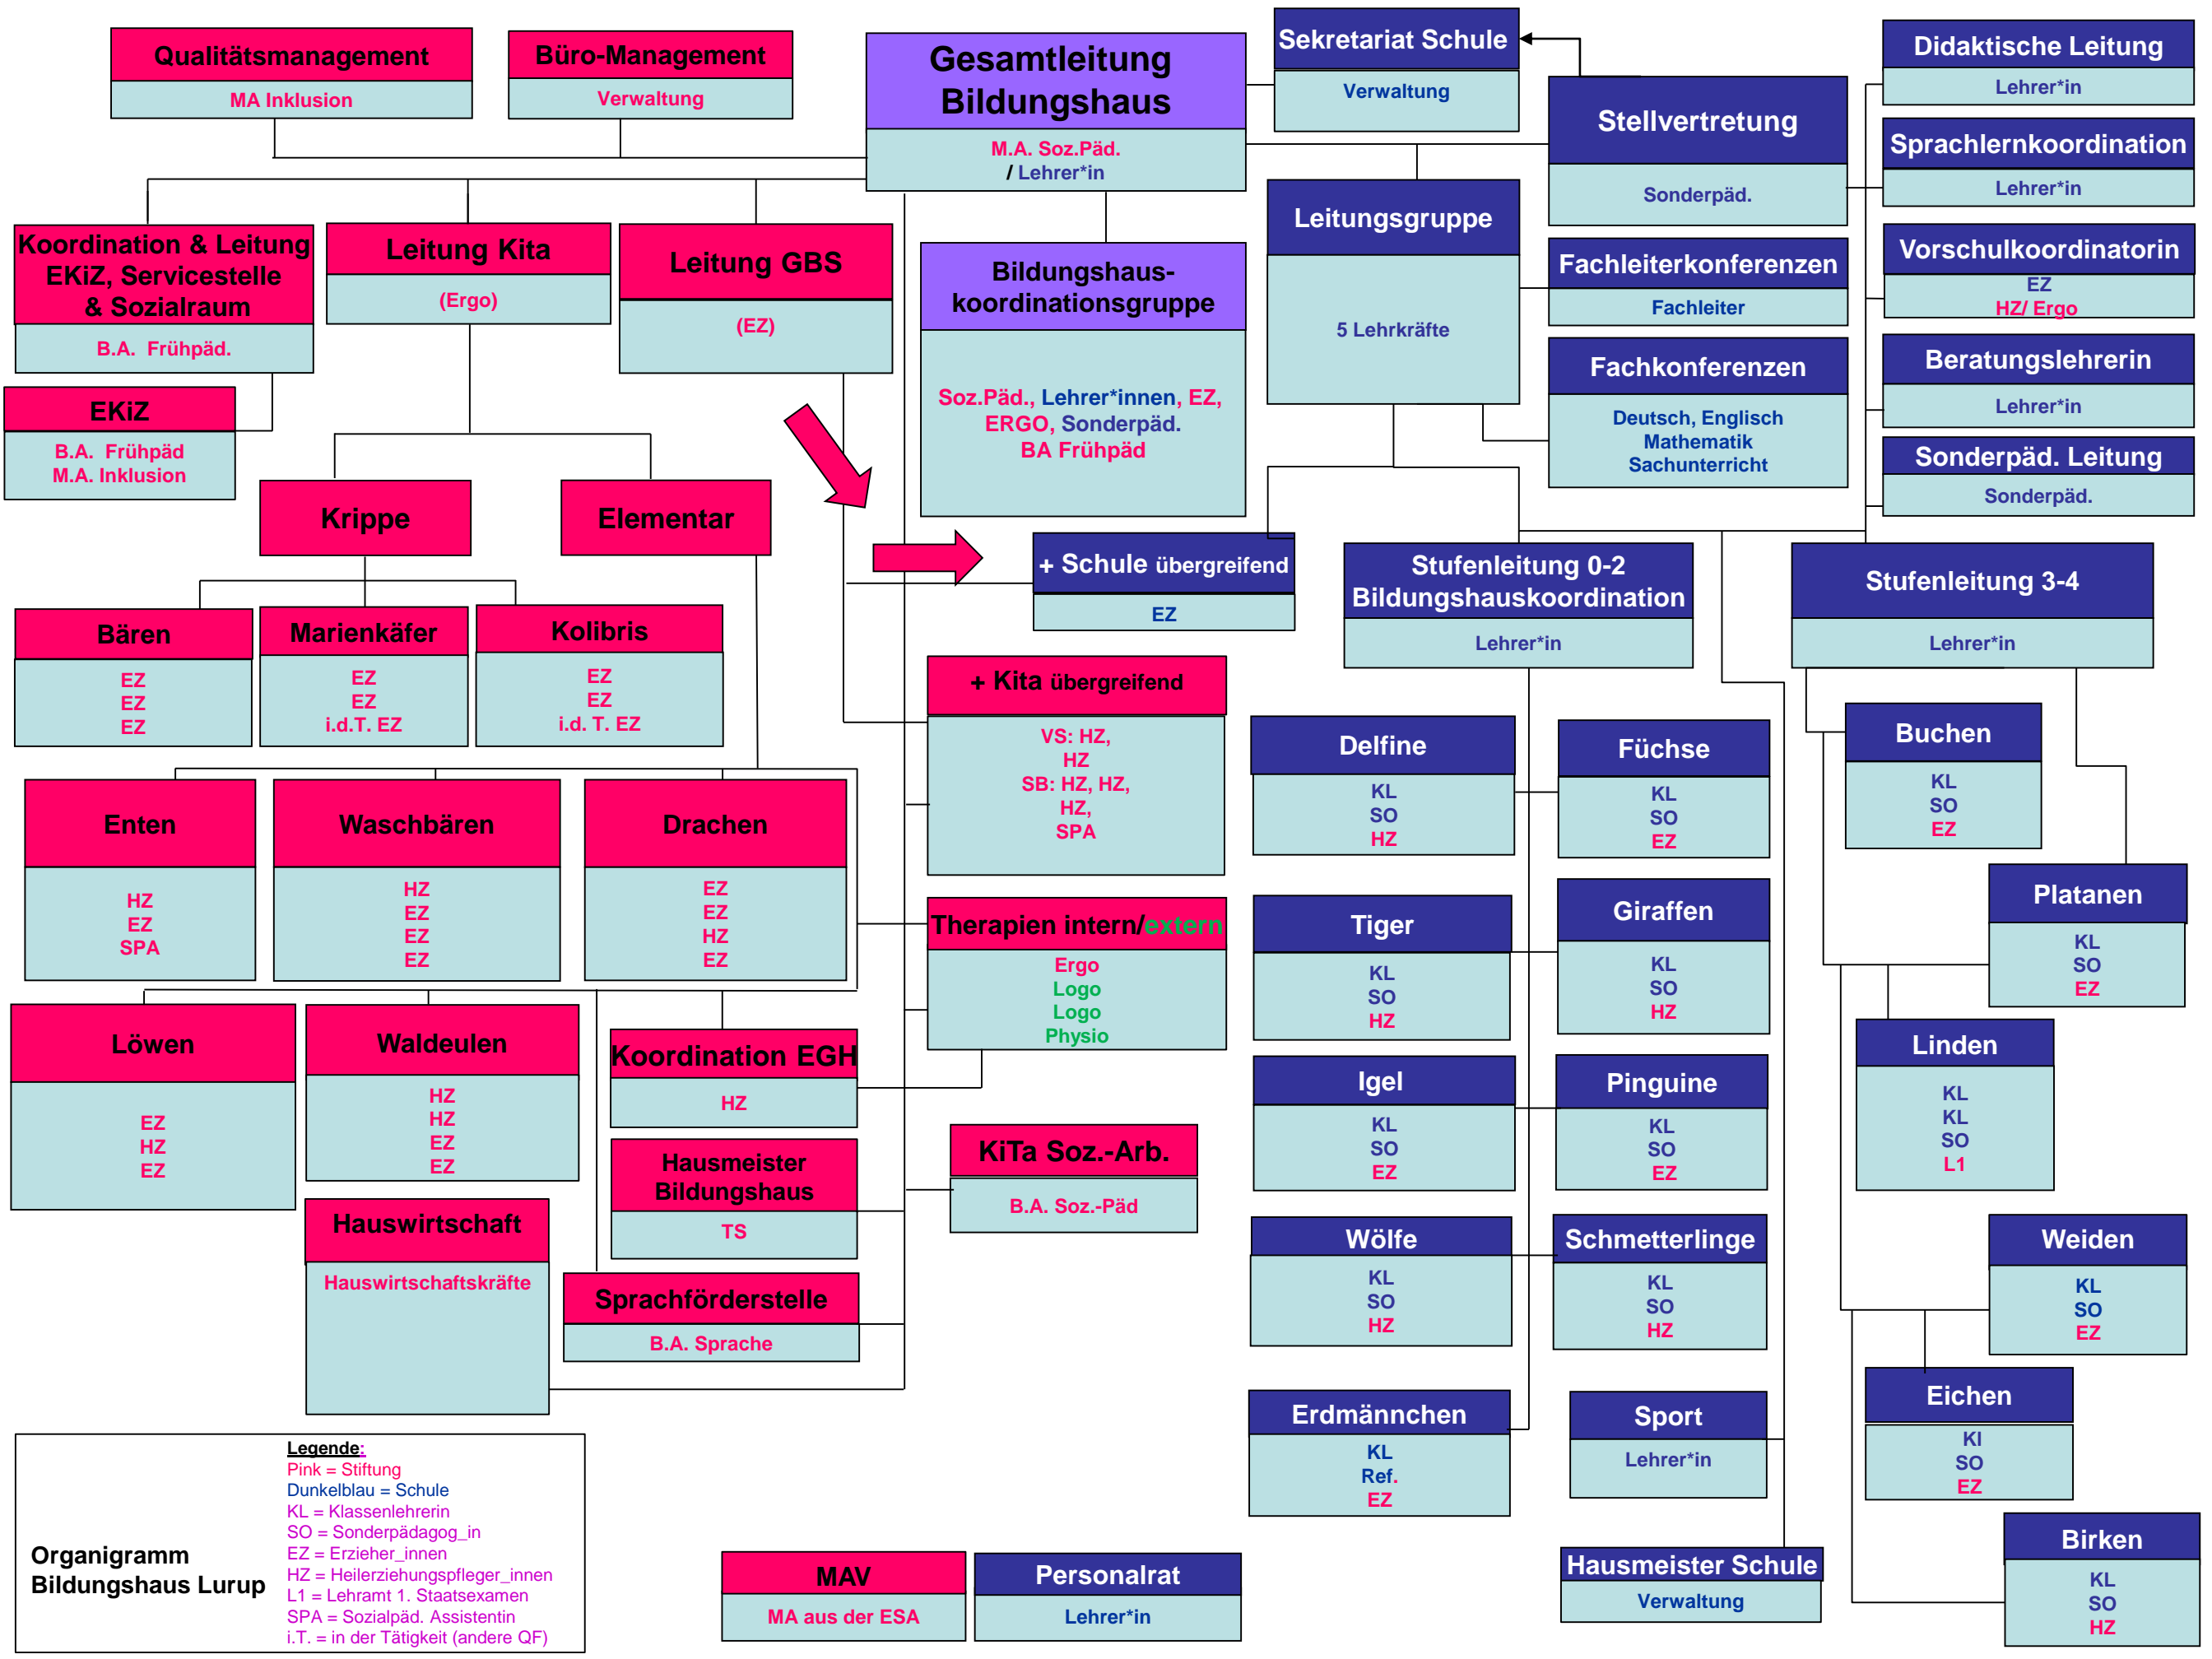 Qualitätsmanagement
MA Inklusion
Büro-Management
Verwaltung
Gesamtleitung
Bildungshaus
M.A. Soz.Päd.
/ Lehrer*in
Sekretariat Schule
Verwaltung
Stellvertretung
Sonderpäd.
Didaktische Leitung
Lehrer*in
Sprachlernkoordination
Lehrer*in
Vorschulkoordinatorin
EZ
HZ/ Ergo
Beratungslehrerin
Lehrer*in
Sonderpäd. Leitung
Sonderpäd.
Koordination & Leitung
EKiZ, Servicestelle
& Sozialraum
B.A. Frühpäd.
Leitung Kita
(Ergo)
Leitung GBS
(EZ)
Bildungshaus-
koordinationsgruppe
Soz.Päd., Lehrer*innen, EZ,
ERGO, Sonderpäd.
BA Frühpäd
Leitungsgruppe
5 Lehrkräfte
Fachleiterkonferenzen
Fachleiter
Fachkonferenzen
Deutsch, Englisch
Mathematik
Sachunterricht
EKiZ
B.A. Frühpäd
M.A. Inklusion
Krippe
Elementar
+ Schule übergreifend
EZ
Stufenleitung 0-2
Bildungshauskoordination
Lehrer*in
Stufenleitung 3-4
Lehrer*in
Bären
EZ
EZ
EZ
Marienkäfer
EZ
EZ
i.d.T. EZ
Kolibris
EZ
EZ
i.d. T. EZ
+ Kita übergreifend
VS: HZ,
HZ
SB: HZ, HZ,
HZ,
SPA
Delfine
KL
SO
HZ
Füchse
KL
SO
EZ
Buchen
KL
SO
EZ
Enten
HZ
EZ
SPA
Waschbären
HZ
EZ
EZ
EZ
Drachen
EZ
EZ
HZ
EZ
Therapien intern/extern
Ergo
Logo
Logo
Physio
Tiger
KL
SO
HZ
Giraffen
KL
SO
HZ
Platanen
KL
SO
EZ
Löwen
EZ
HZ
EZ
Waldeulen
HZ
HZ
EZ
EZ
Koordination EGH
HZ
Igel
KL
SO
EZ
Pinguine
KL
SO
EZ
Linden
KL
KL
SO
L1
Hausmeister
Bildungshaus
TS
KiTa Soz.-Arb.
B.A. Soz.-Päd
Hauswirtschaft
Hauswirtschaftskräfte
Sprachförderstelle
B.A. Sprache
Wölfe
KL
SO
HZ
Schmetterlinge
KL
SO
HZ
Weiden
KL
SO
EZ
Erdmännchen
KL
Ref.
EZ
Sport
Lehrer*in
Eichen
Kl
SO
EZ
Organigramm
Bildungshaus Lurup
Legende:
Pink = Stiftung
Dunkelblau = Schule
KL = Klassenlehrerin
SO = Sonderpädagog_in
EZ = Erzieher_innen
HZ = Heilerziehungspfleger_innen
L1 = Lehramt 1. Staatsexamen
SPA = Sozialpäd. Assistentin
i.T. = in der Tätigkeit (andere QF)
MAV
MA aus der ESA
Personalrat
Lehrer*in
Hausmeister Schule
Verwaltung
Birken
KL
SO
HZ